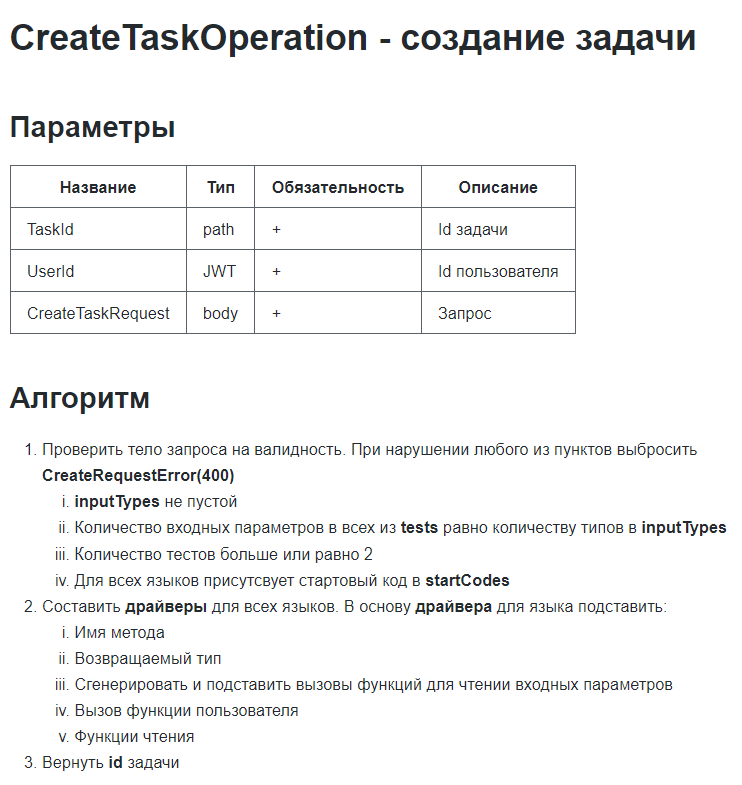 CreateTaskOperation - создание задачи
Параметры
Название Тип Обязательность Описание
TaskId path + Id задачи
UserId JWT + Id пользователя
CreateTaskRequest body + Запрос
Алгоритм
1. Проверить тело запроса на валидность. При нарушении любого из пунктов выбросить
CreateRequestError(400)
i. inputTypes не пустой
ii. Количество входных параметров в всех из tests равно количеству типов в inputTypes
iii. Количество тестов больше или равно 2
iv. Для всех языков присутсвует стартовый код в startCodes
2. Составить драйверы для всех языков. В основу драйвера для языка подставить:
i. Имя метода
ii. Возвращаемый тип
iii. Сгенерировать и подставить вызовы функций для чтении входных параметров
iv. Вызов функции пользователя
v. Функции чтения
3. Вернуть id задачи